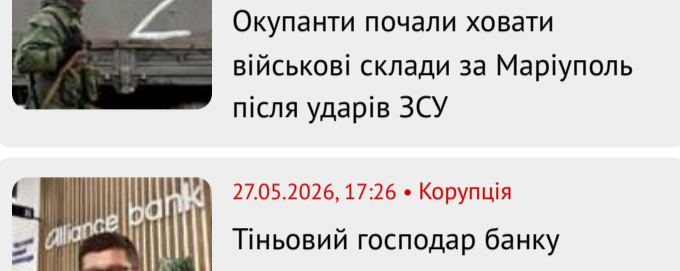 Окупанти почали ховати
військові склади за Маріуполь
після ударів ЗСУ
Z
27.05.2026, 17:26 • Корупція
alliance bank
Тіньовий господар банку